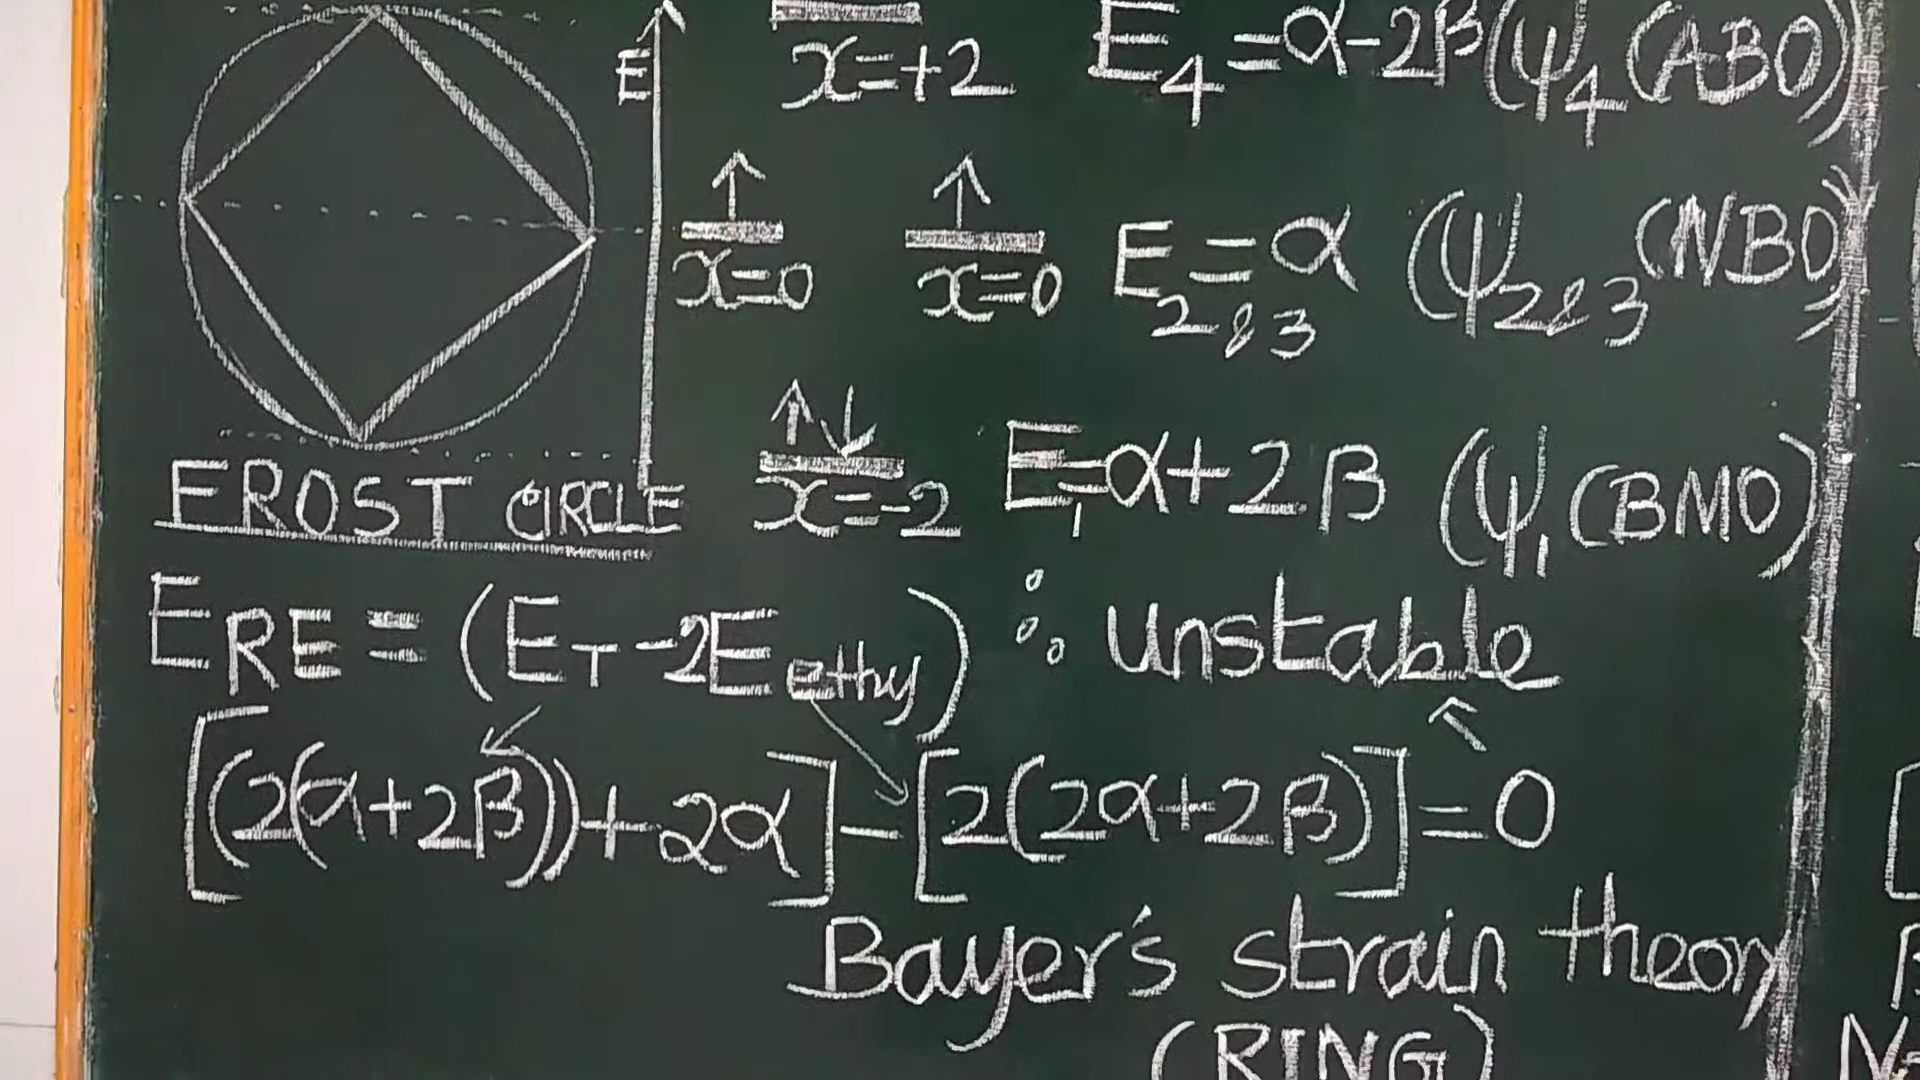 E x=+2 E4=α-2β(ψ4(ABO))
x=0 x=0 E2&3=α (ψ2&3(NBO)
FROST CIRCLE x=-2 E1=α+2β (ψ1(BMO)
ERE = (ET-2Eethy) ∴ Unstable
[(2(α+2β))+2α]-[2(2α+2β)]=0
Bayer's strain theory
(RING)